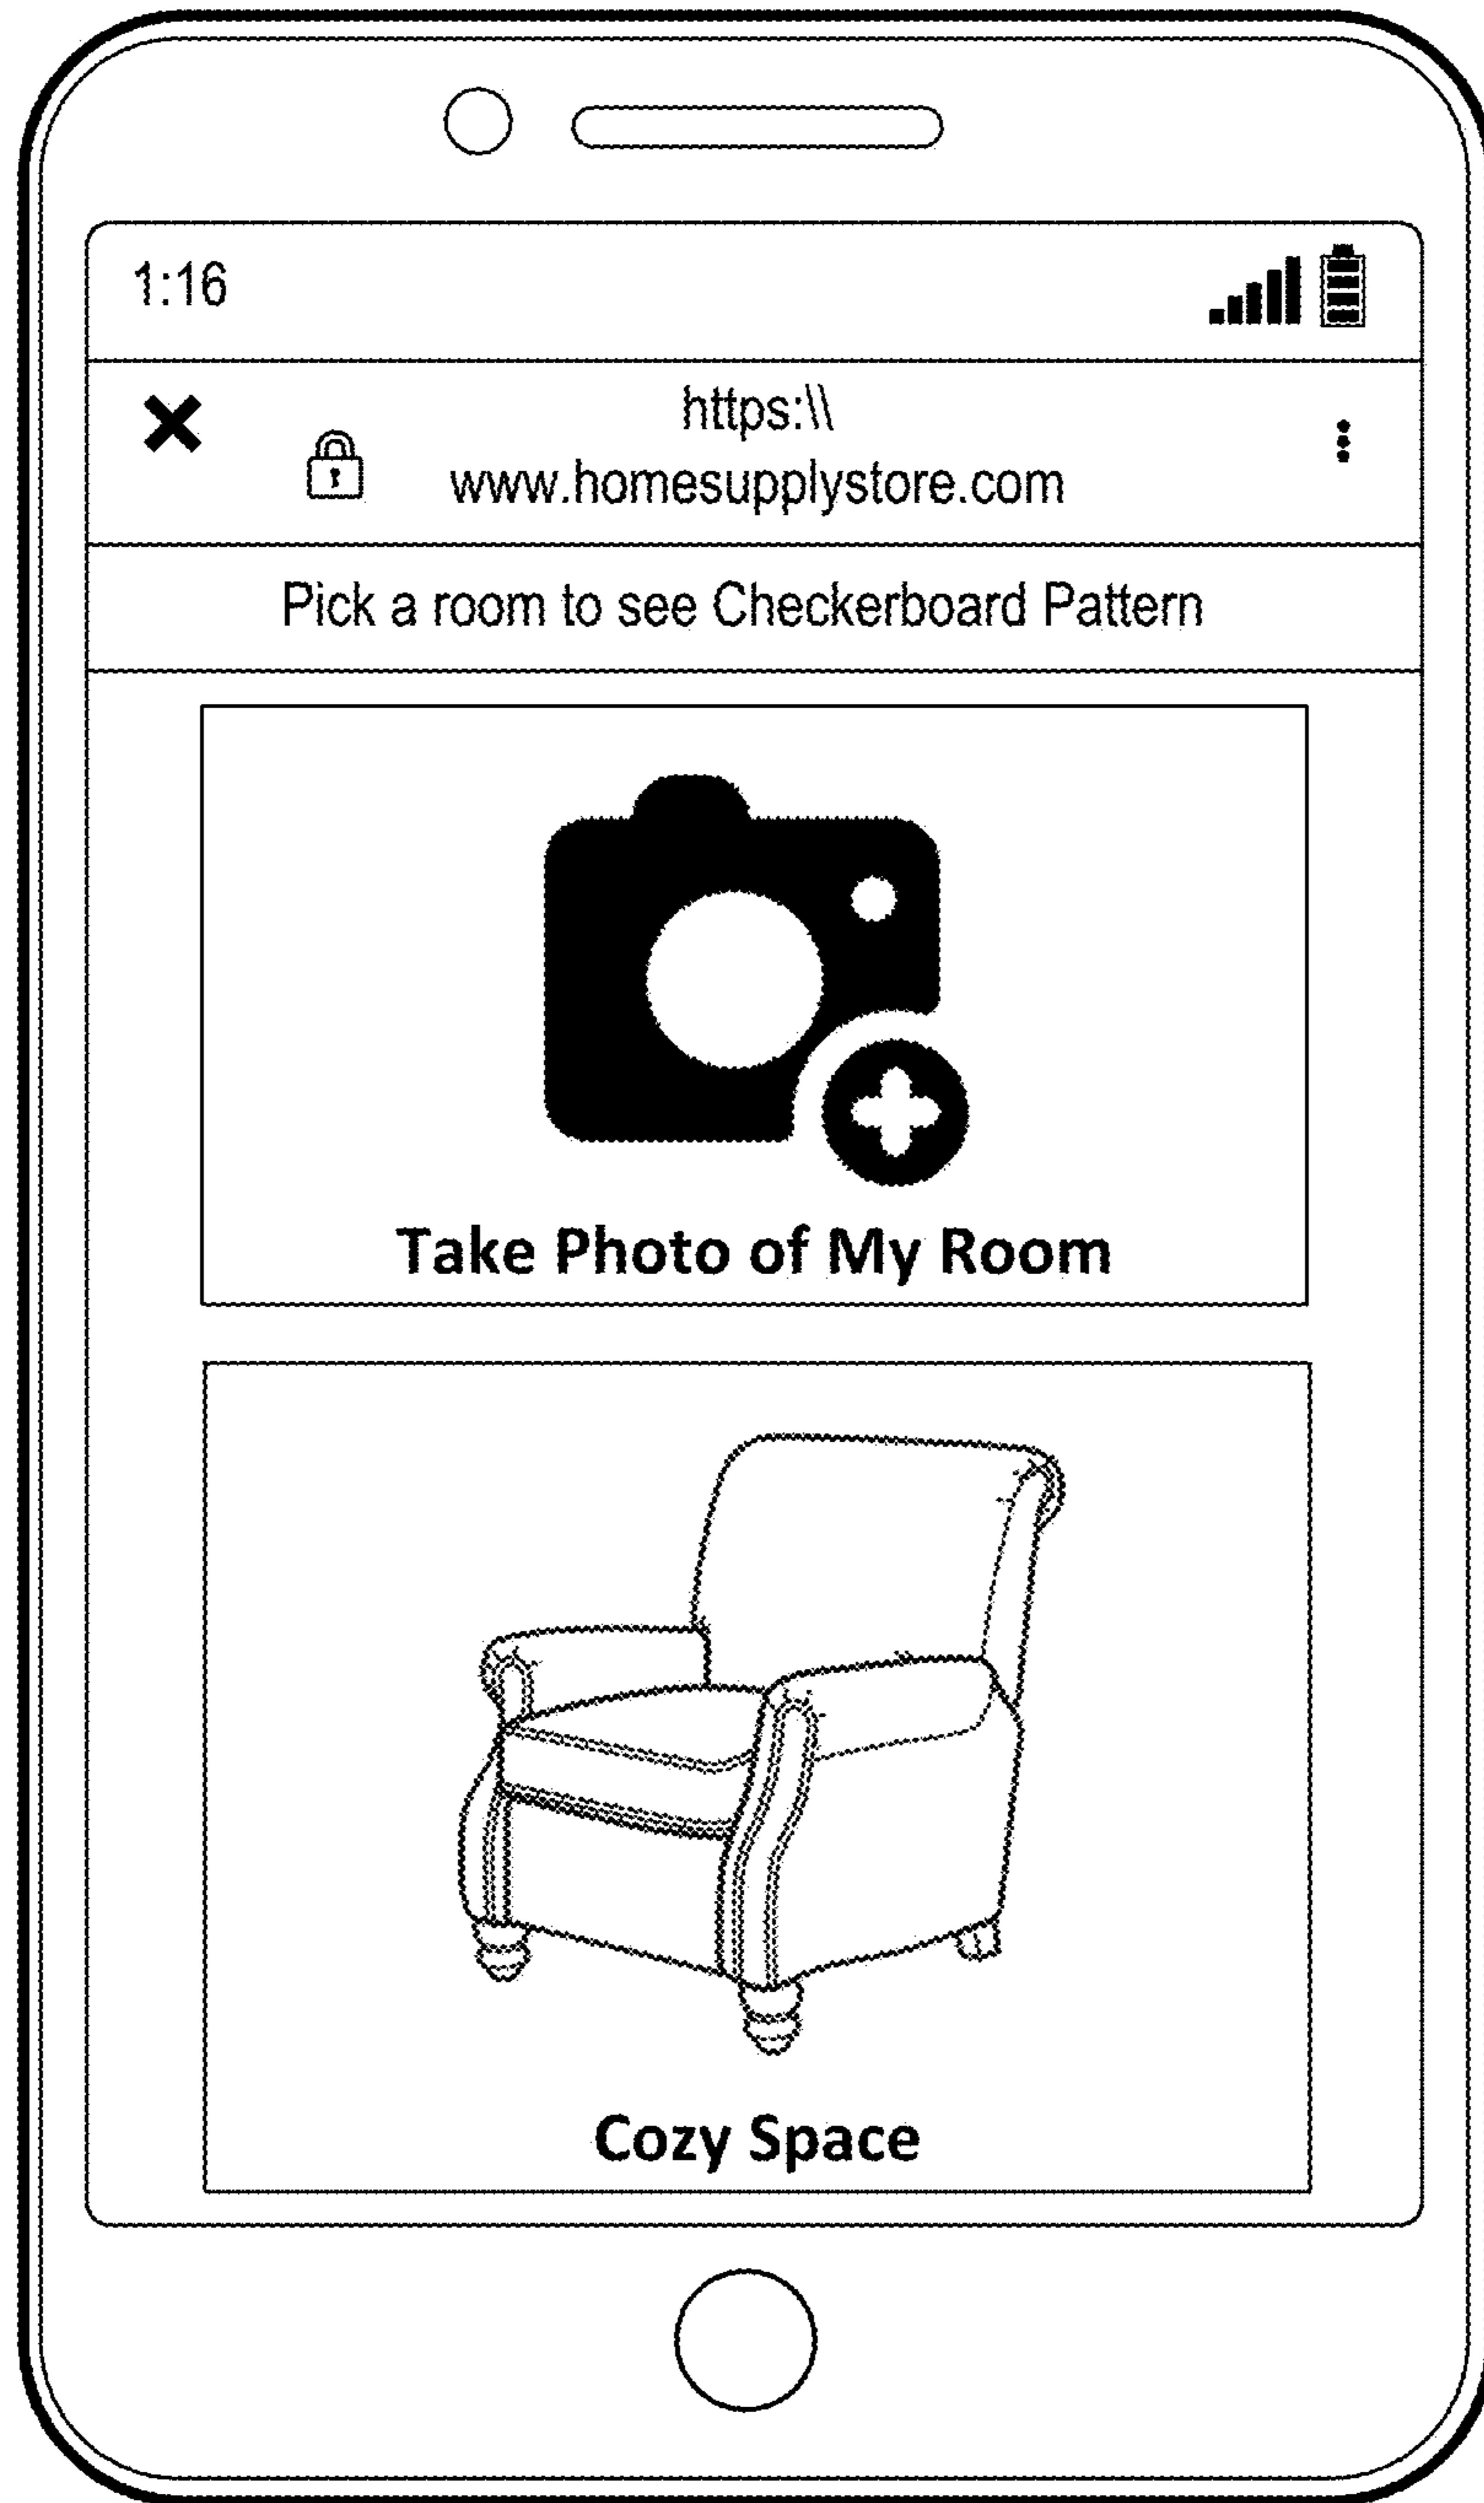 1:16
https:\\
www.homesupplystore.com
Pick a room to see Checkerboard Pattern
Take Photo of My Room
Cozy Space